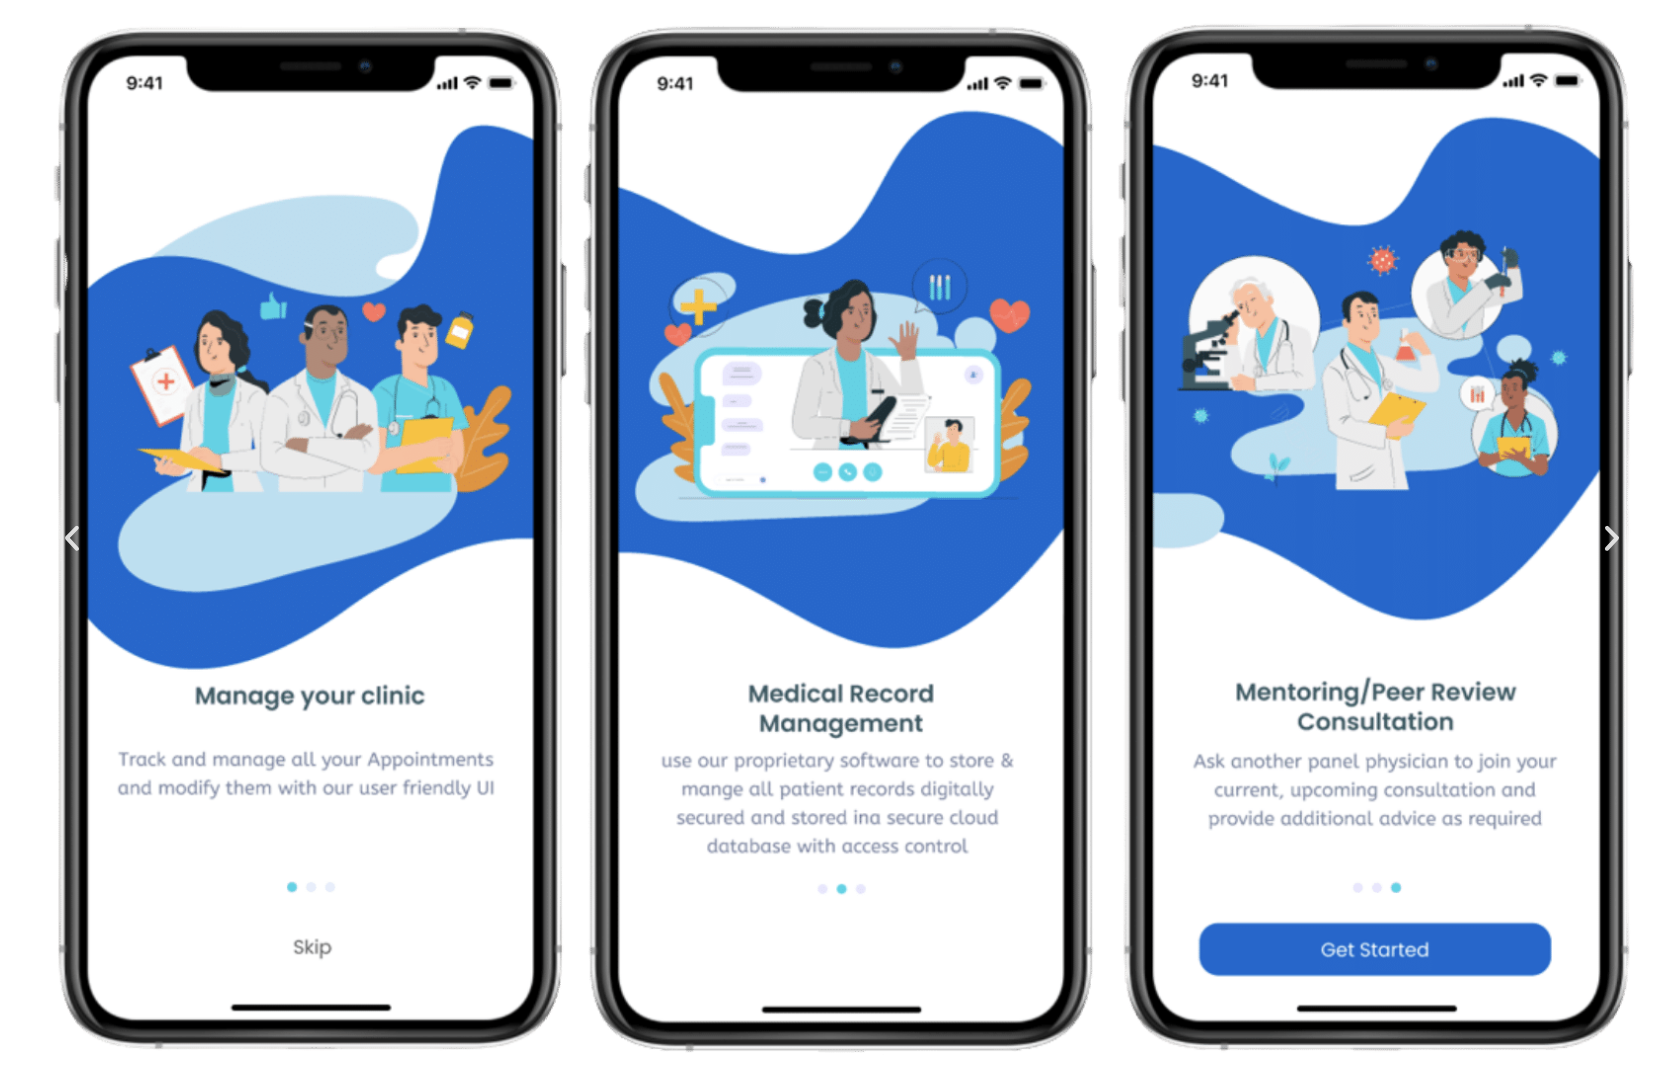 9:41
Manage your clinic
Track and manage all your Appointments
and modify them with our user friendly UI
Skip
9:41
Medical Record
Management
use our proprietary software to store &
mange all patient records digitally
secured and stored ina secure cloud
database with access control
9:41
Mentoring/Peer Review
Consultation
Ask another panel physician to join your
current, upcoming consultation and
provide additional advice as required
Get Started